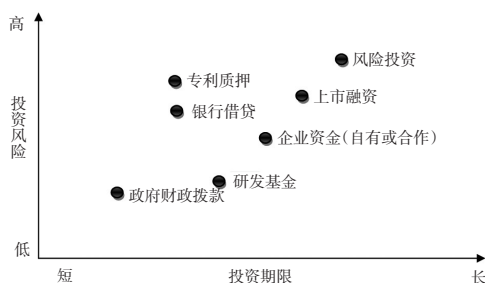 高
风险投资
专利质押
上市融资
银行借贷
投资风险
企业资金(自有或合作)
研发基金
政府财政拨款
低
短
投资期限
长